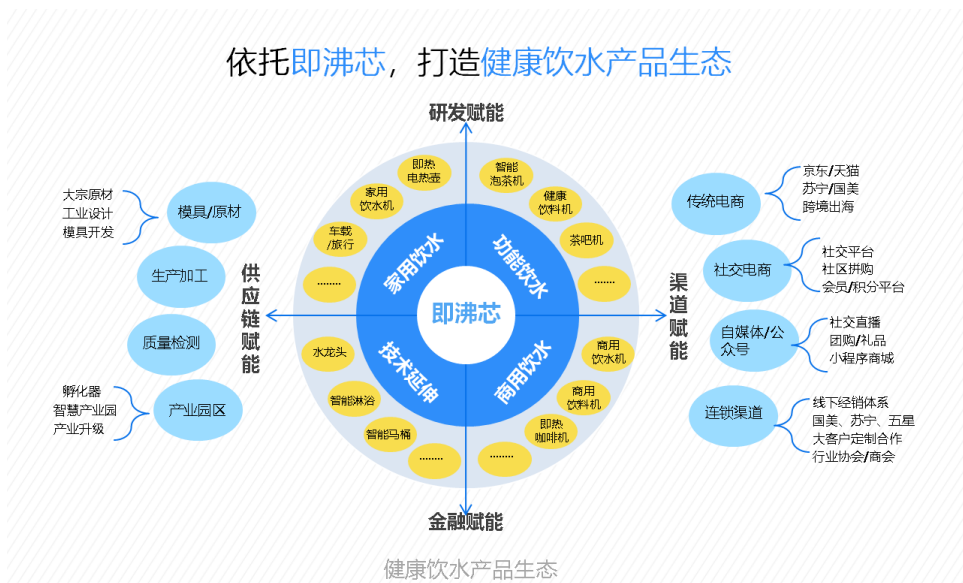 依托即沸芯，打造健康饮水产品生态
研发赋能
大宗原材
工业设计
模具开发
模具/原材
生产加工
质量检测
孵化器
智慧产业园
产业升级
产业园区
供应链赋能
即热
电热壶
家用
饮水机
车载
/旅行
........
智能
泡茶机
健康
饮料机
茶吧机
.......
家用饮水
功能饮水
即沸芯
技术延伸
商用饮水
水龙头
智能淋浴
智能马桶
........
商用
饮水机
商用
饮料机
即热
咖啡机
........
渠道赋能
传统电商
京东/天猫
苏宁/国美
跨境出海
社交电商
社交平台
社区拼购
会员/积分平台
自媒体/公
众号
社交直播
团购/礼品
小程序商城
连锁渠道
线下经销体系
国美、苏宁、五星
大客户定制合作
行业协会/商会
金融赋能
健康饮水产品生态